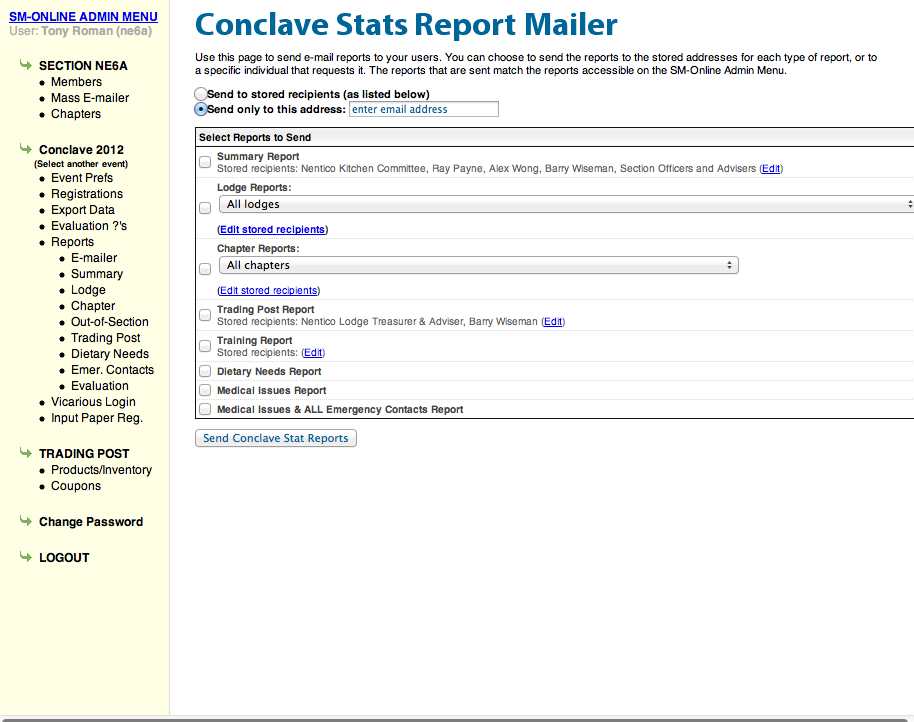 SM-ONLINE ADMIN MENU
User: Tony Roman (ne6a)
SECTION NE6A
Members
Mass E-mailer
Chapters
Conclave 2012
(Select another event)
Event Prefs
Registrations
Export Data
Evaluation ?'s
Reports
E-mailer
Summary
Lodge
Chapter
Out-of-Section
Trading Post
Dietary Needs
Emer. Contacts
Evaluation
Vicarious Login
Input Paper Reg.
TRADING POST
Products/Inventory
Coupons
Change Password
LOGOUT
Conclave Stats Report Mailer
Use this page to send e-mail reports to your users. You can choose to send the reports to the stored addresses for each type of report, or to
a specific individual that requests it. The reports that are sent match the reports accessible on the SM-Online Admin Menu.
Send to stored recipients (as listed below)
Send only to this address: enter email address
Select Reports to Send
Summary Report
Stored recipients: Nentico Kitchen Committee, Ray Payne, Alex Wong, Barry Wiseman, Section Officers and Advisers (Edit)
Lodge Reports:
All lodges
(Edit stored recipients)
Chapter Reports:
All chapters
(Edit stored recipients)
Trading Post Report
Stored recipients: Nentico Lodge Treasurer & Adviser, Barry Wiseman (Edit)
Training Report
Stored recipients: (Edit)
Dietary Needs Report
Medical Issues Report
Medical Issues & ALL Emergency Contacts Report
Send Conclave Stat Reports